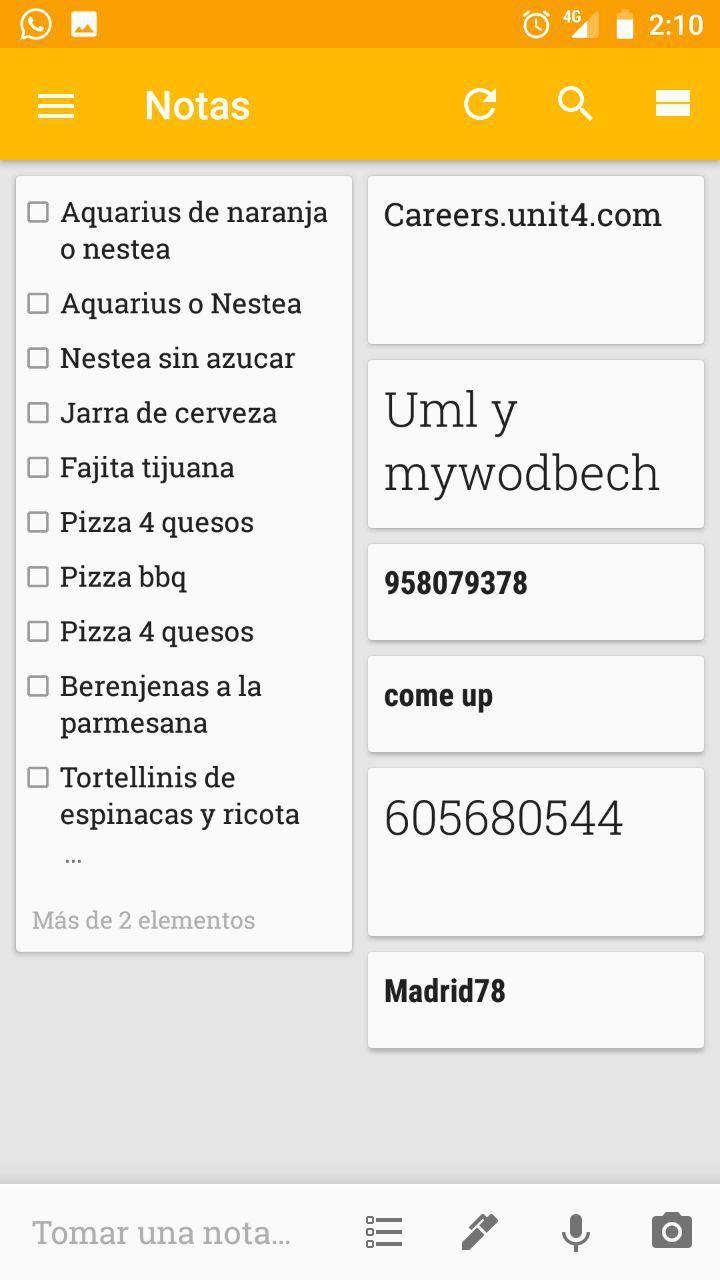 4G 2:10
Notas
Aquarius de naranja
o nestea
Aquarius o Nestea
Nestea sin azucar
Jarra de cerveza
Fajita tijuana
Pizza 4 quesos
Pizza bbq
Pizza 4 quesos
Berenjenas a la
parmesana
Tortellinis de
espinacas y ricota
...
Más de 2 elementos
Careers.unit4.com
Uml y
mywodbech
958079378
come up
605680544
Madrid78
Tomar una nota...